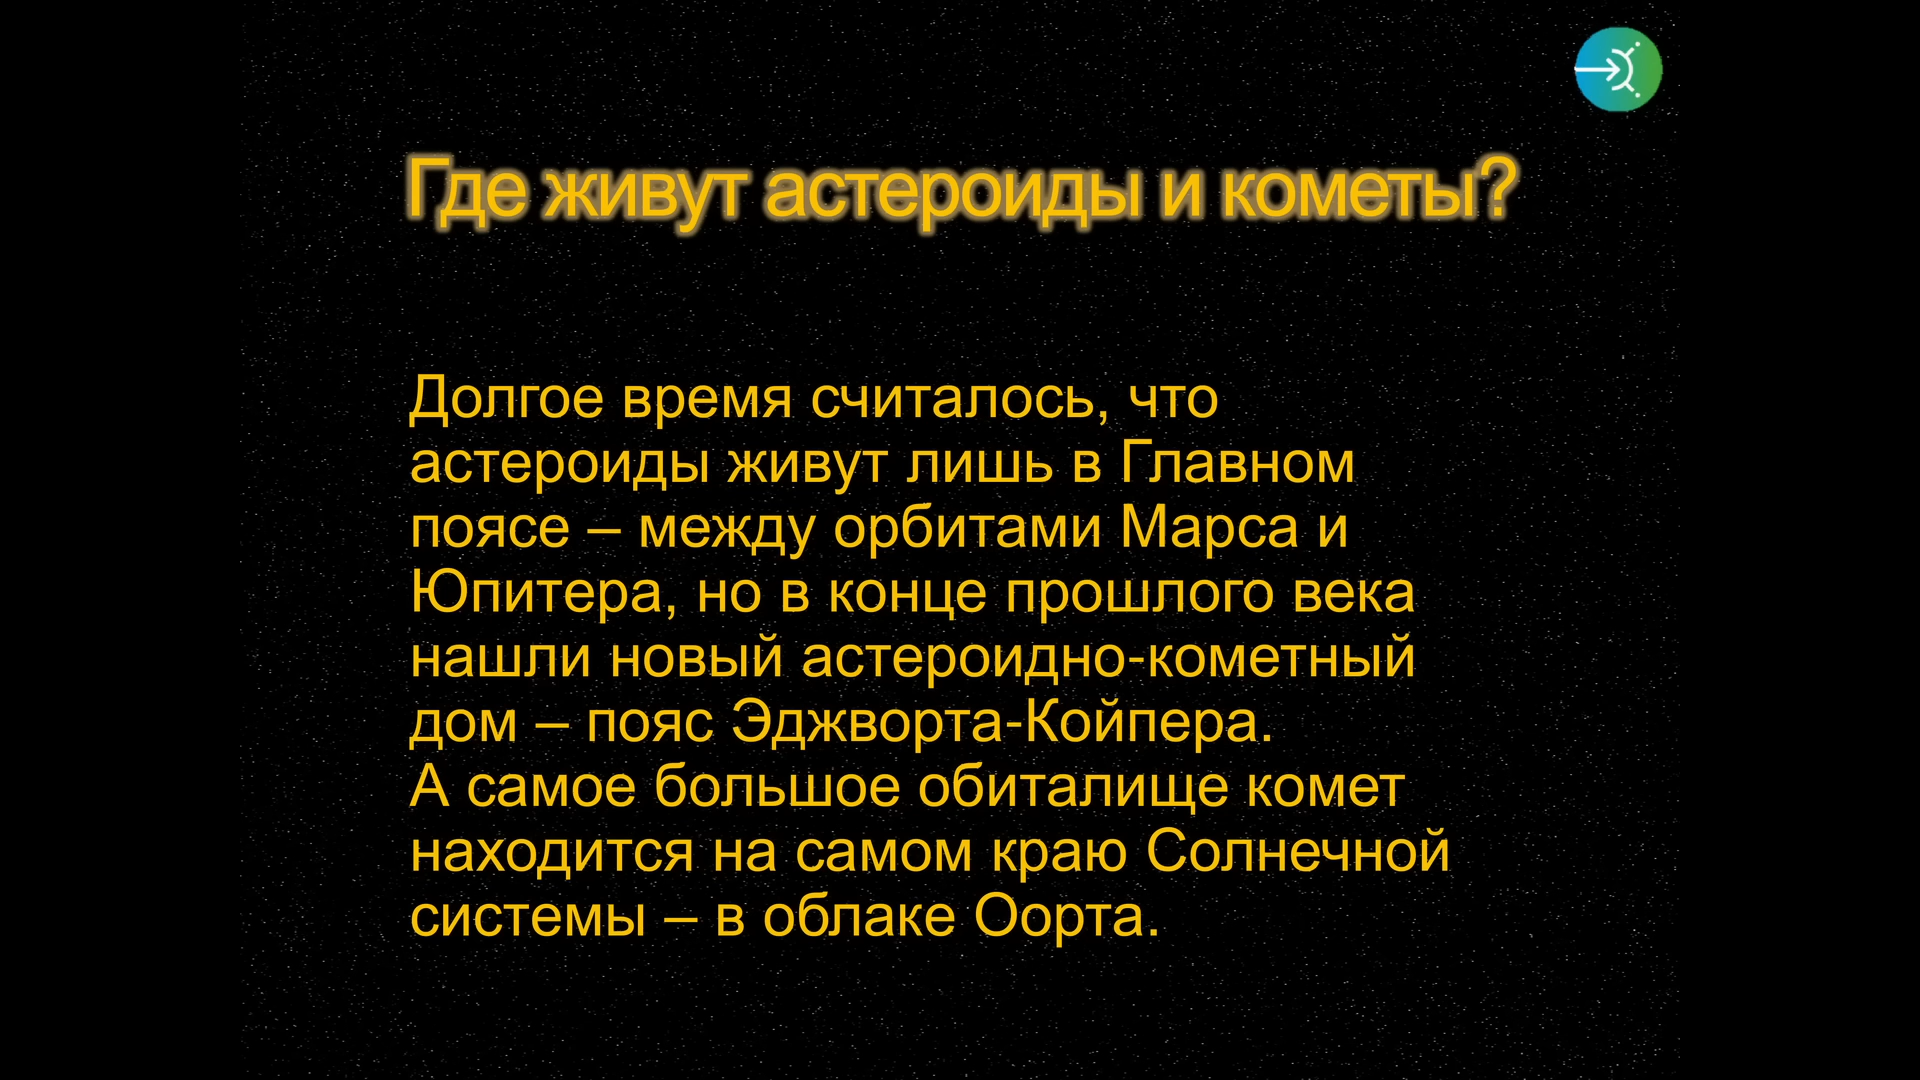 Где живут астероиды и кометы?
Долгое время считалось, что
астероиды живут лишь в Главном
поясе – между орбитами Марса и
Юпитера, но в конце прошлого века
нашли новый астероидно-кометный
дом – пояс Эджворта-Койпера.
А самое большое обиталище комет
находится на самом краю Солнечной
системы – в облаке Оорта.